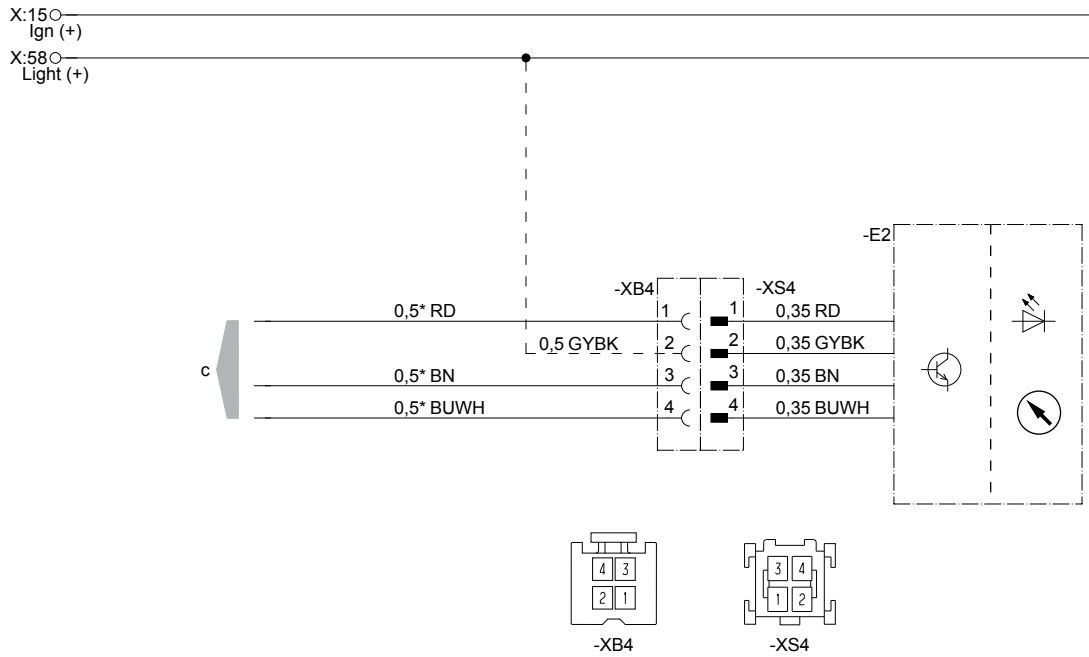 X:15
Ign (+)
X:58
Light (+)
-E2
-XB4 -XS4
0,5* RD 1 1 0,35 RD
0,5 GYBK 2 2 0,35 GYBK
c
0,5* BN 3 3 0,35 BN
0,5* BUWH 4 4 0,35 BUWH
4 3 3 4
2 1 1 2
-XB4 -XS4